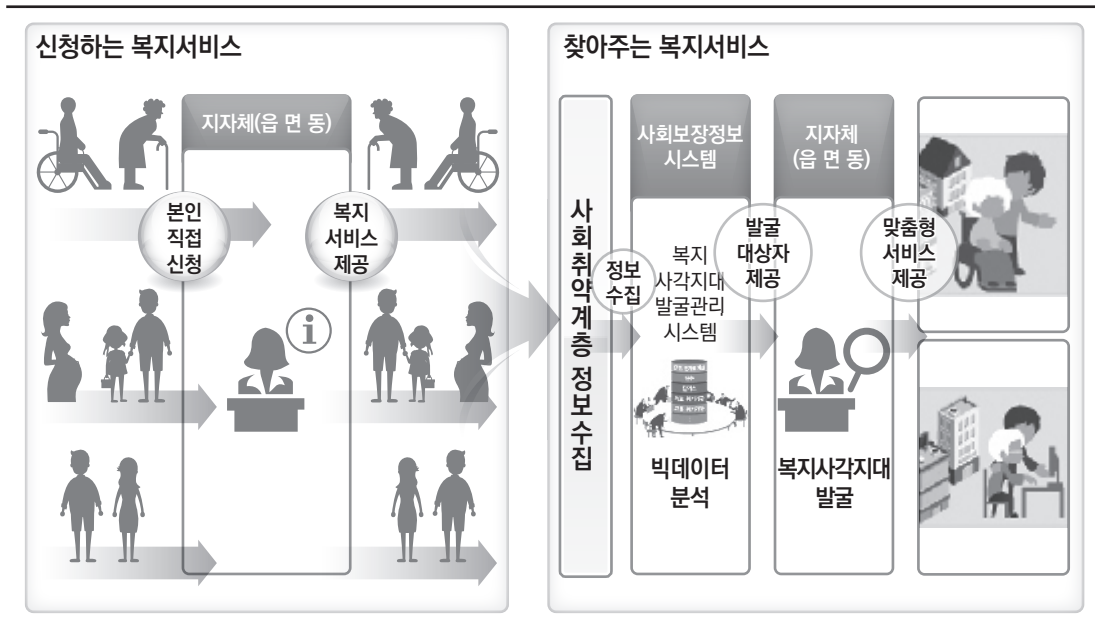 신청하는 복지서비스
지자체(읍 면 동)
본인
직접
신청
복지
서비스
제공
i
찾아주는 복지서비스
사회취약계층 정보수집
정보
수집
사회보장정보
시스템
복지
사각지대
발굴관리
시스템
빅데이터
분석
발굴
대상자
제공
지자체
(읍 면 동)
복지사각지대
발굴
맞춤형
서비스
제공